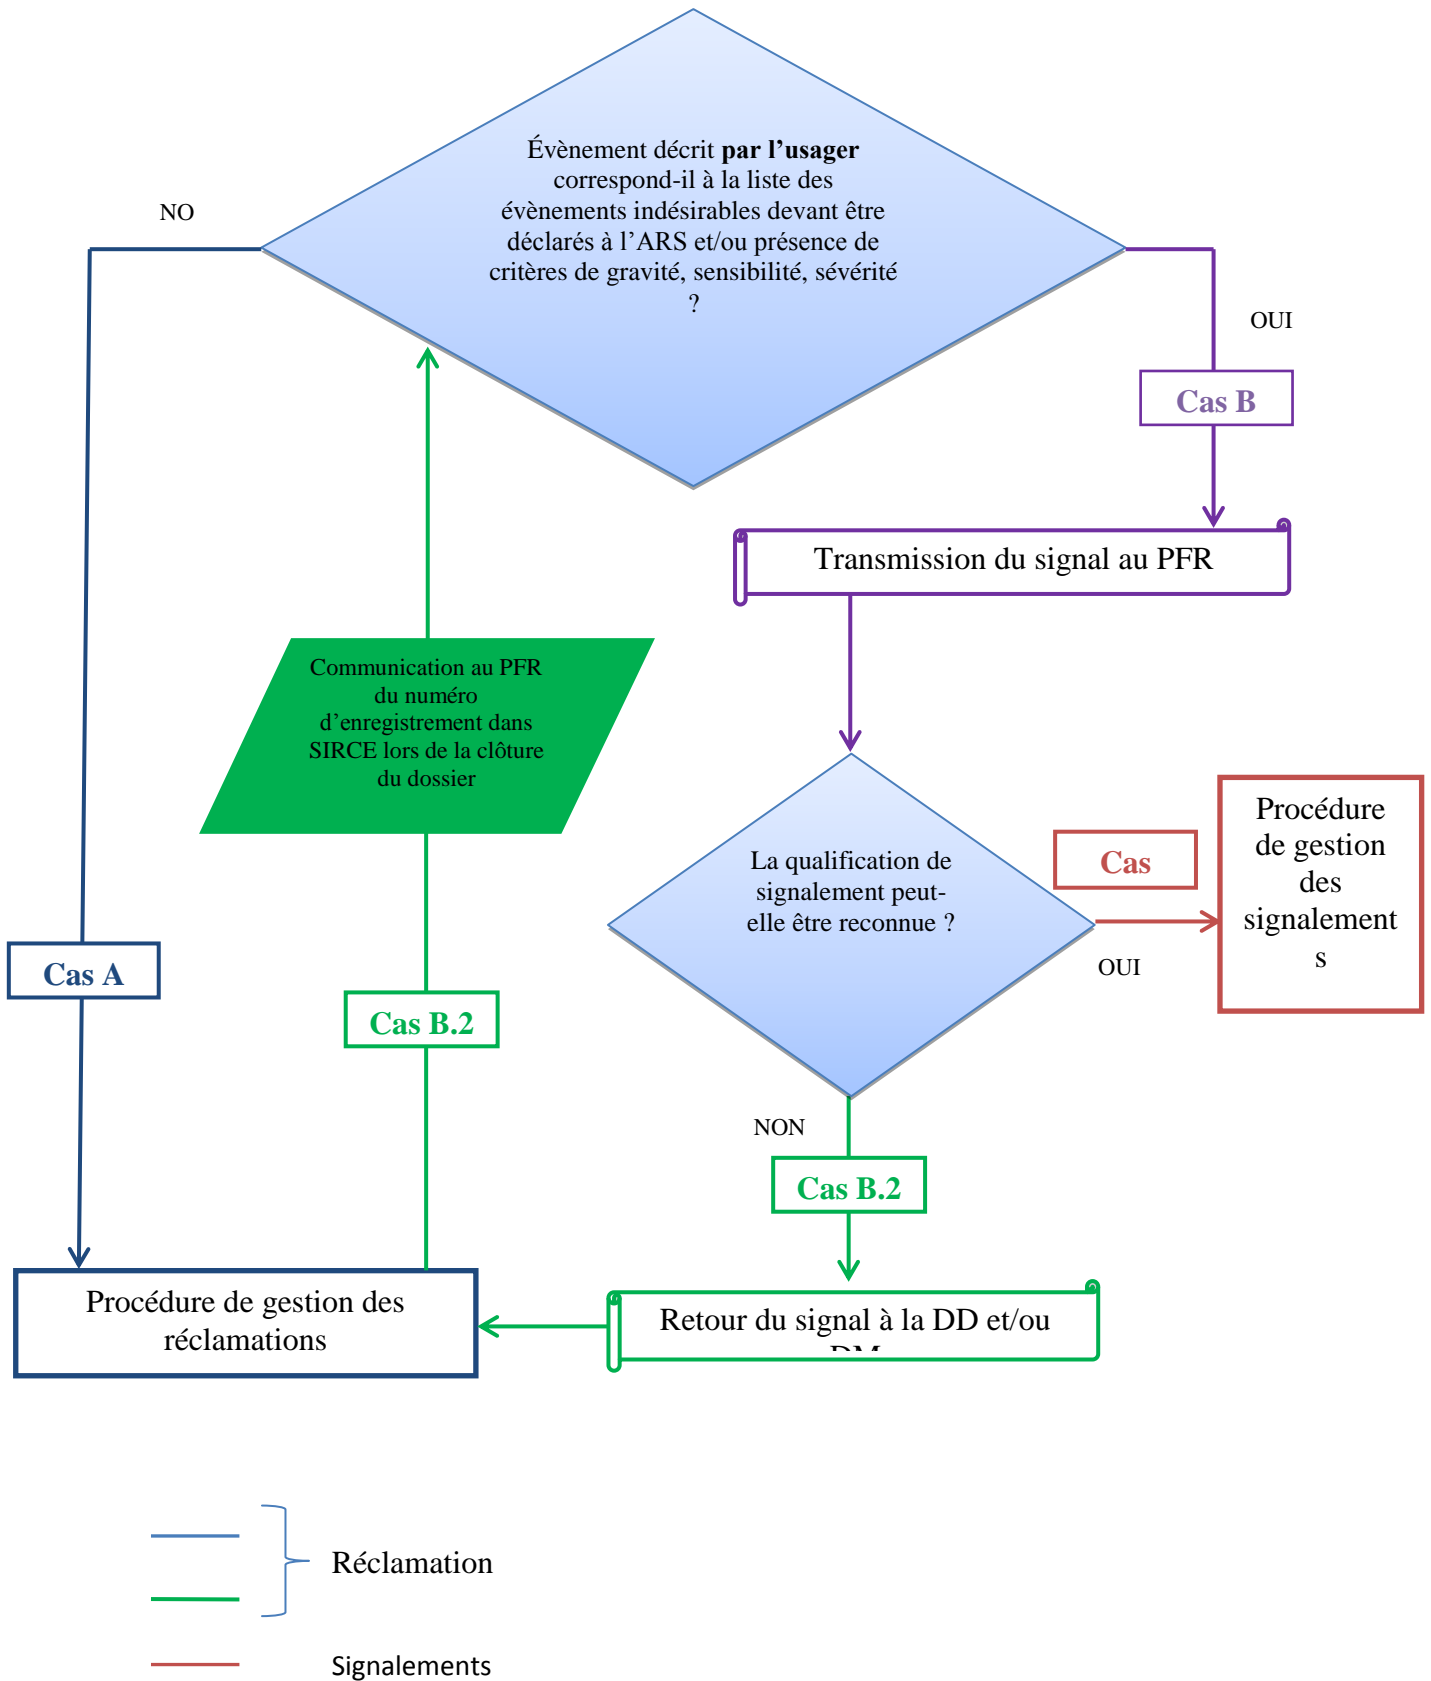 Évènement décrit par l’usager
correspond-il à la liste des
évènements indésirables devant être
déclarés à l’ARS et/ou présence de
critères de gravité, sensibilité, sévérité
?
NO
OUI
Cas B
Transmission du signal au PFR
Communication au PFR
du numéro
d’enregistrement dans
SIRCE lors de la clôture
du dossier
La qualification de
signalement peut-
elle être reconnue ?
Cas
OUI
Procédure
de gestion
des
signalement
s
Cas A
Cas B.2
NON
Cas B.2
Procédure de gestion des
réclamations
Retour du signal à la DD et/ou
DM
Réclamation
Signalements